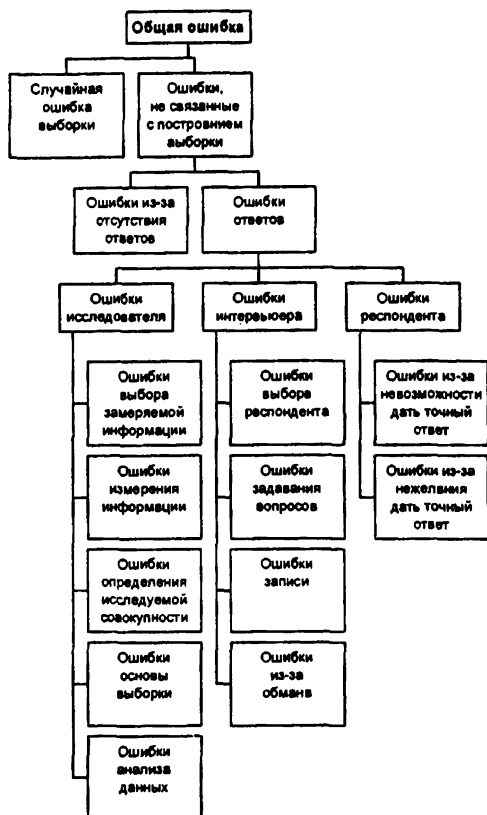 Общая ошибка
Случайная
ошибка
выборки
Ошибки,
не связанные
с построением
выборки
Ошибки из-за
отсутствия
ответов
Ошибки
ответов
Ошибки
исследователя
Ошибки
интервьюера
Ошибки
респондента
Ошибки
выбора
замеряемой
информации
Ошибки
измерения
информации
Ошибки
определения
исследуемой
совокупности
Ошибки
основы
выборки
Ошибки
анализа
данных
Ошибки
выбора
респондента
Ошибки
задавания
вопросов
Ошибки
записи
Ошибки
из-за
обмана
Ошибки из-за
невозможности
дать точный
ответ
Ошибки из-за
нежелания
дать точный
ответ